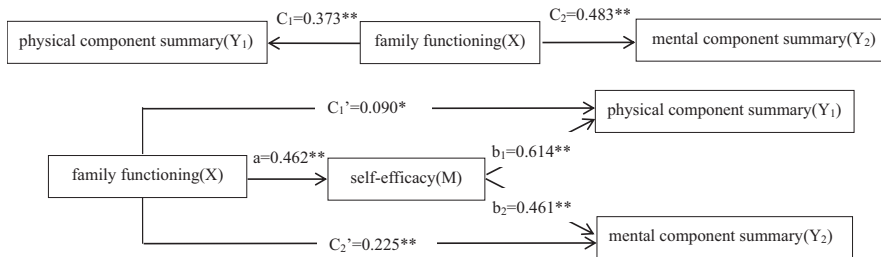 C₁=0.373**
C₂=0.483**
physical component summary(Y₁)
family functioning(X)
mental component summary(Y₂)
C₁’=0.090*
physical component summary(Y₁)
a=0.462**
b₁=0.614**
family functioning(X)
self-efficacy(M)
b₂=0.461**
C₂’=0.225**
mental component summary(Y₂)